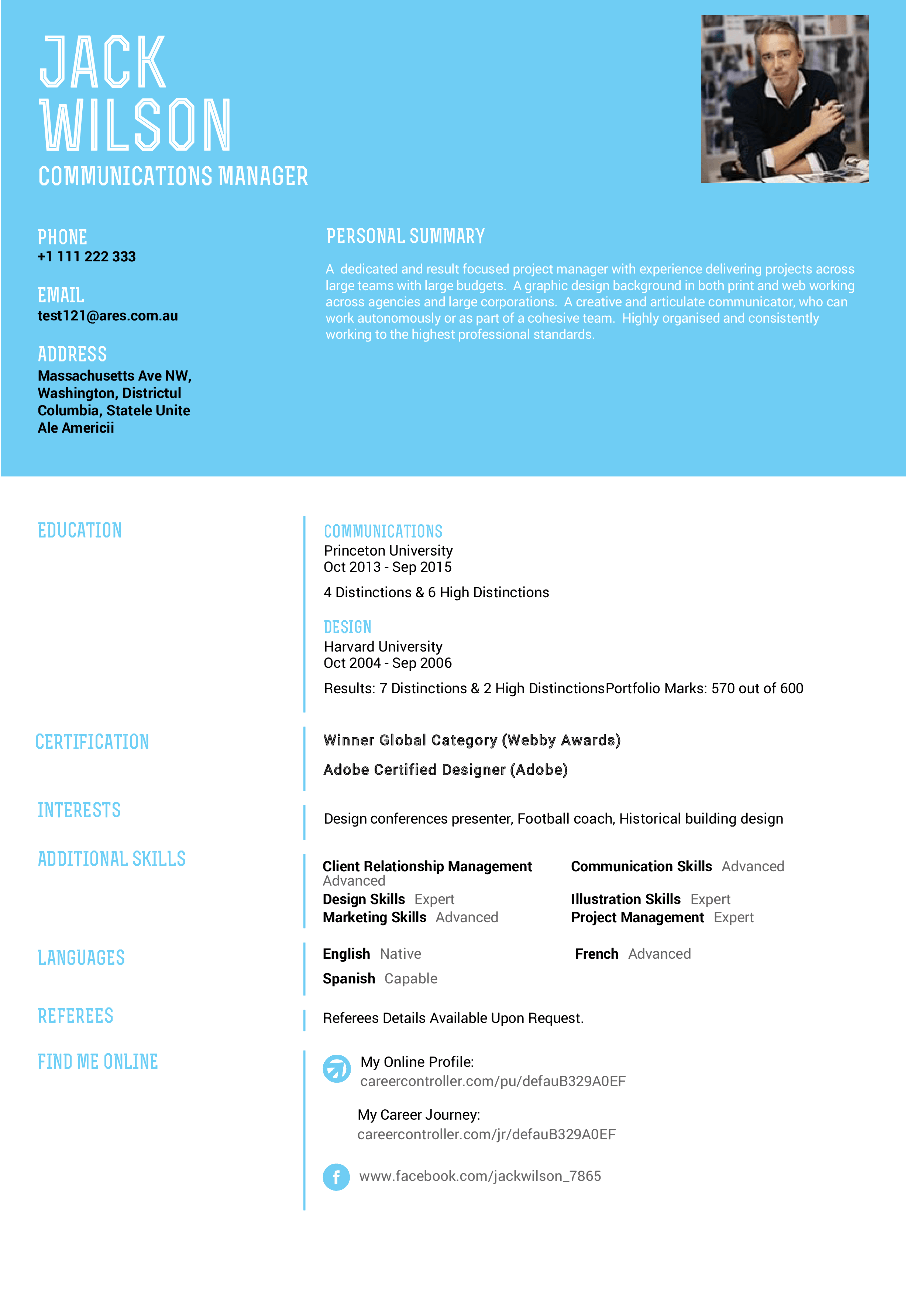 JACK
WILSON
COMMUNICATIONS MANAGER
PHONE
+1 111 222 333
EMAIL
test121@ares.com.au
ADDRESS
Massachusetts Ave NW,
Washington, Districtul
Columbia, Statele Unite
Ale Americii
PERSONAL SUMMARY
A dedicated and result focused project manager with experience delivering projects across
large teams with large budgets. A graphic design background in both print and web working
across agencies and large corporations. A creative and articulate communicator, who can
work autonomously or as part of a cohesive team. Highly organised and consistently
working to the highest professional standards.
EDUCATION
COMMUNICATIONS
Princeton University
Oct 2013 - Sep 2015
4 Distinctions & 6 High Distinctions
DESIGN
Harvard University
Oct 2004 - Sep 2006
Results: 7 Distinctions & 2 High DistinctionsPortfolio Marks: 570 out of 600
CERTIFICATION
Winner Global Category (Webby Awards)
Adobe Certified Designer (Adobe)
INTERESTS
Design conferences presenter, Football coach, Historical building design
ADDITIONAL SKILLS
Client Relationship Management
Advanced
Communication Skills Advanced
Design Skills Expert
Illustration Skills Expert
Marketing Skills Advanced
Project Management Expert
LANGUAGES
English Native
French Advanced
Spanish Capable
REFEREES
Referees Details Available Upon Request.
FIND ME ONLINE
My Online Profile:
careercontroller.com/pu/defauB329A0EF
My Career Journey:
careercontroller.com/jr/defauB329A0EF
f
www.facebook.com/jackwilson_7865